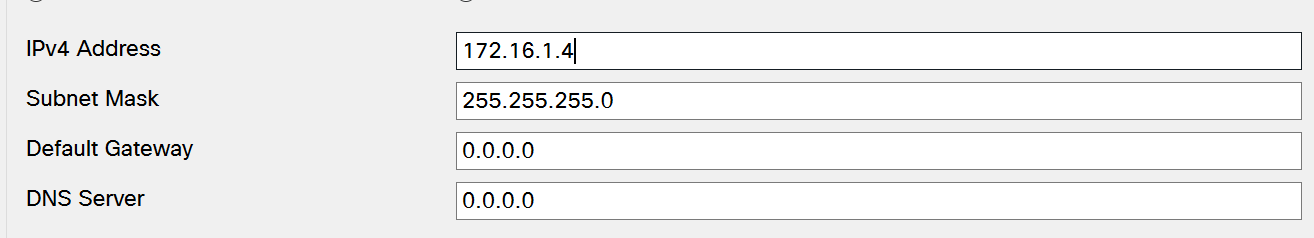 IPv4 Address 172.16.1.4
Subnet Mask 255.255.255.0
Default Gateway 0.0.0.0
DNS Server 0.0.0.0